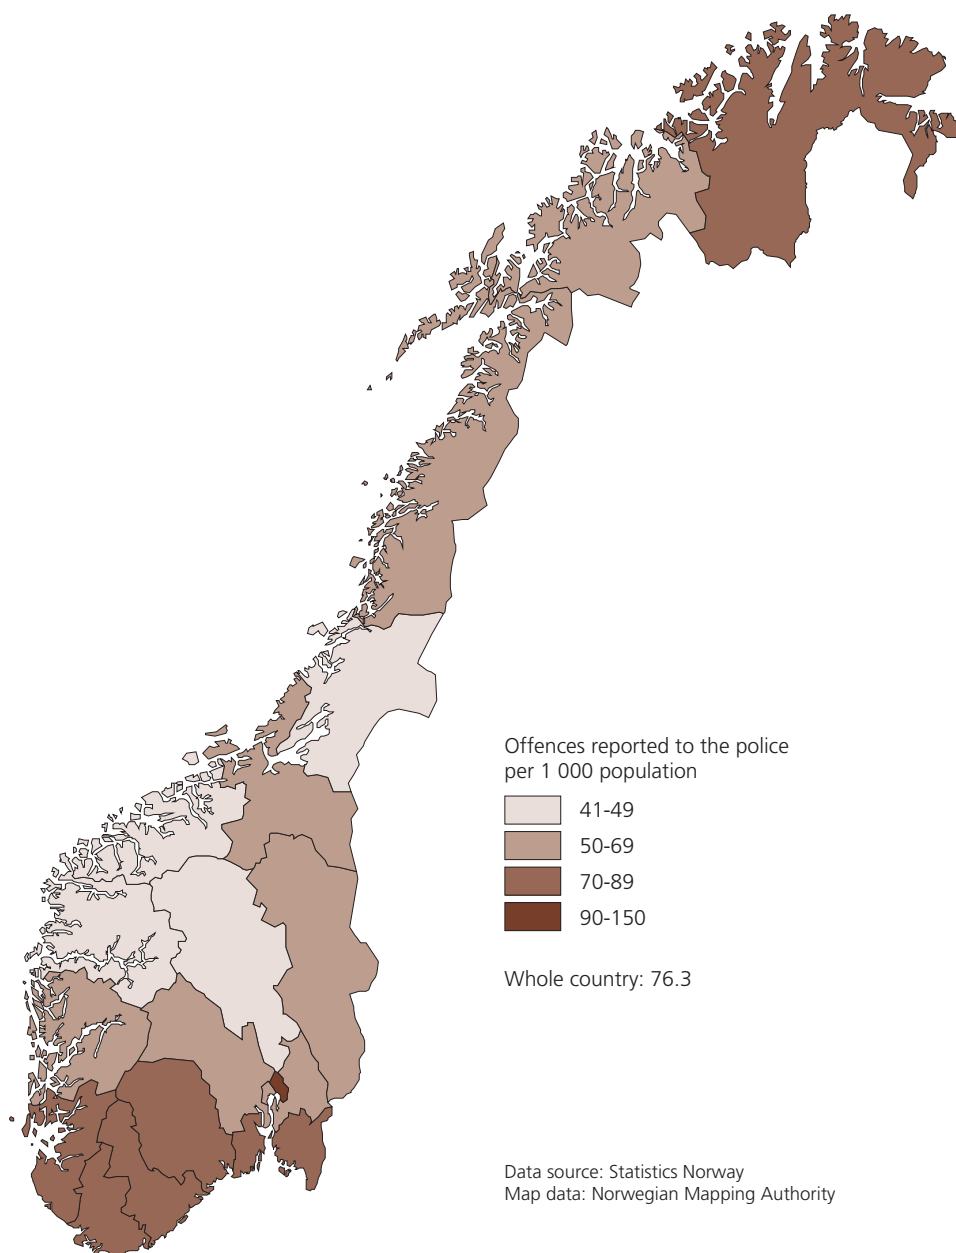 Offences reported to the police
per 1 000 population
41-49
50-69
70-89
90-150
Whole country: 76.3
Data source: Statistics Norway
Map data: Norwegian Mapping Authority